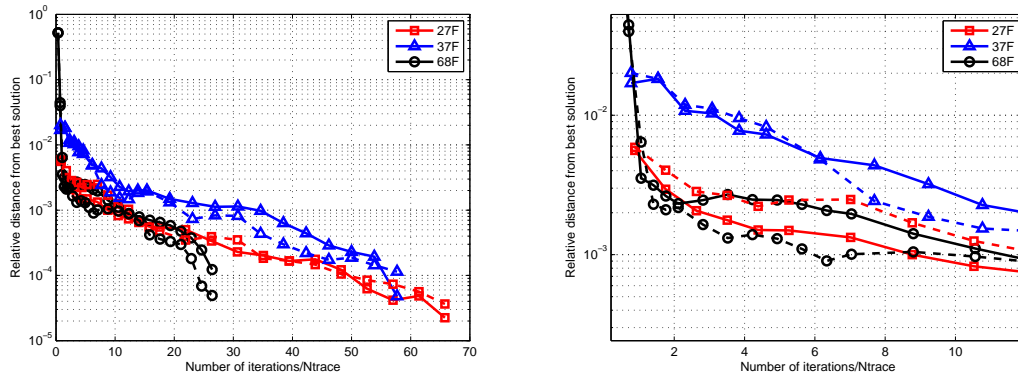 10^0
10^-1
10^-2
10^-3
10^-4
10^-5
Relative distance from best solution
0 10 20 30 40 50 60 70
Number of iterations/Ntrace
27F
37F
68F
10^-2
10^-3
Relative distance from best solution
2 4 6 8 10
Number of iterations/Ntrace
27F
37F
68F